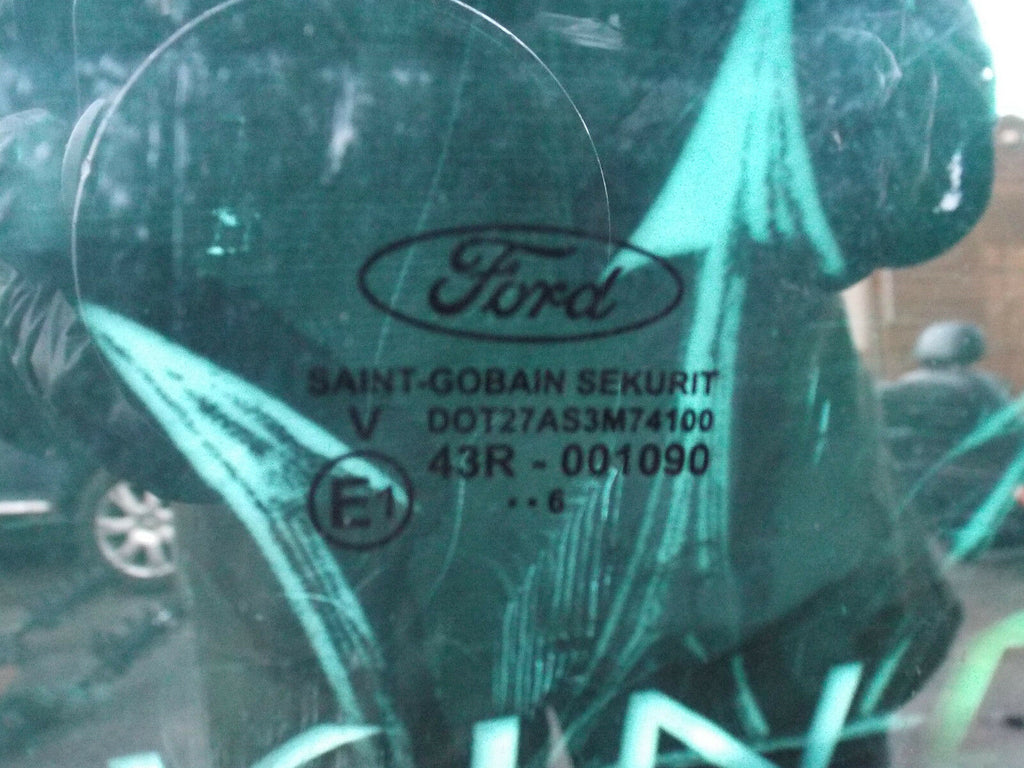 Ford
SAINT-GOBAIN SEKURIT
V DOT27AS3M74100
43R - 001090
E1
..6